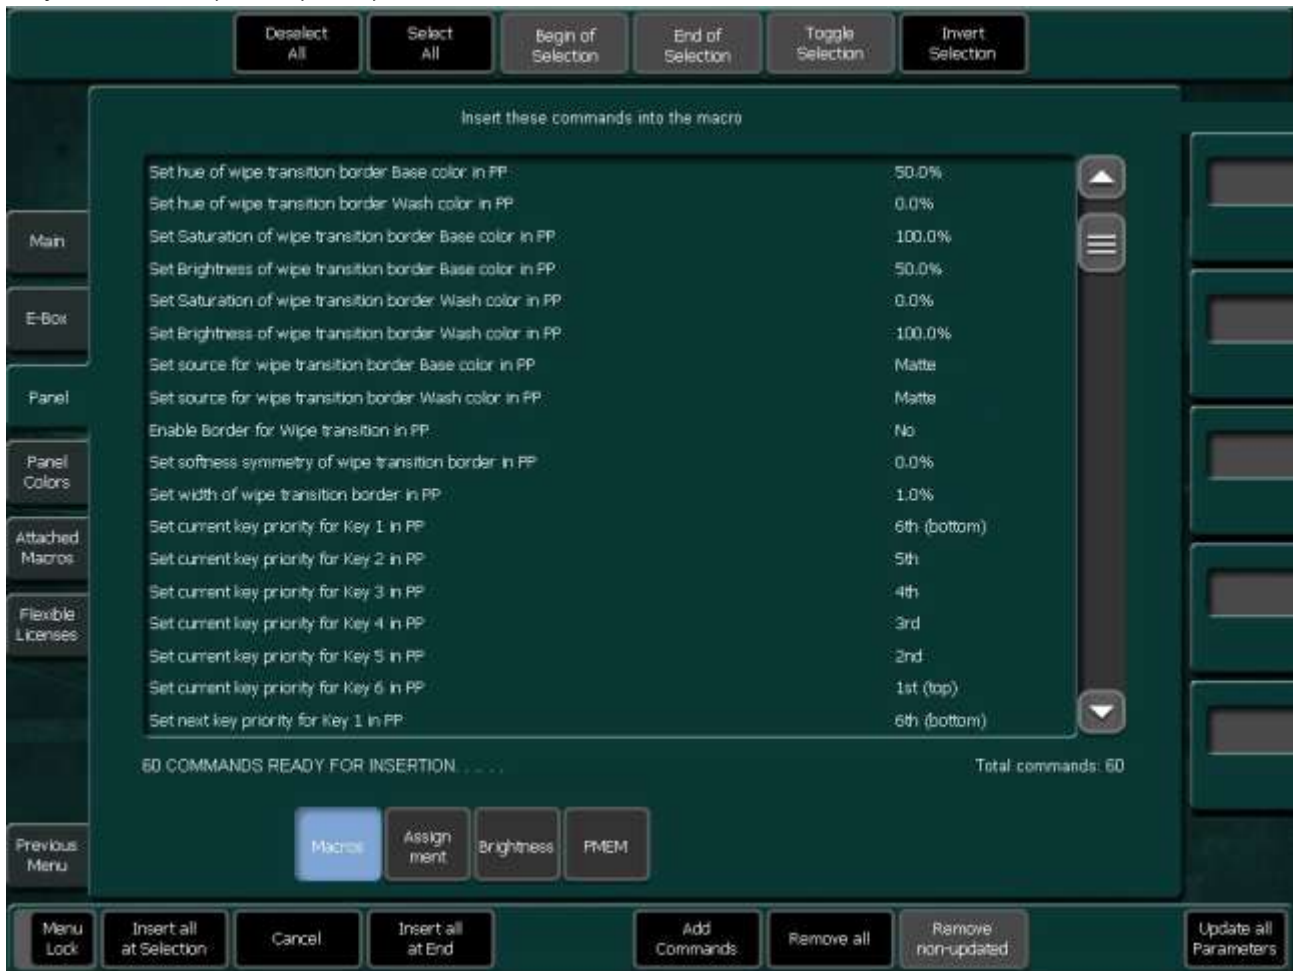 Deselect
All
Select
All
Begin of
Selection
End of
Selection
Toggle
Selection
Invert
Selection
Insert these commands into the macro
Set hue of wipe transition border Base color in PP 50.0%
Set hue of wipe transition border Wash color in PP 0.0%
Set Saturation of wipe transition border Base color in PP 100.0%
Set Brightness of wipe transition border Base color in PP 50.0%
Set Saturation of wipe transition border Wash color in PP 0.0%
Set Brightness of wipe transition border Wash color in PP 100.0%
Set source for wipe transition border Base color in PP Matte
Set source for wipe transition border Wash color in PP Matte
Enable Border for Wipe transition in PP No
Set softness symmetry of wipe transition border in PP 0.0%
Set width of wipe transition border in PP 1.0%
Set current key priority for Key 1 in PP 6th (bottom)
Set current key priority for Key 2 in PP 5th
Set current key priority for Key 3 in PP 4th
Set current key priority for Key 4 in PP 3rd
Set current key priority for Key 5 in PP 2nd
Set current key priority for Key 6 in PP 1st (top)
Set next key priority for Key 1 in PP 6th (bottom)
60 COMMANDS READY FOR INSERTION. . . . . Total commands: 60
Main
E-Box
Panel
Panel
Colors
Attached
Macros
Flexible
Licenses
Previous
Menu
Macros
Assign
ment
Brightness
PMEM
Menu
Lock
Insert all
at Selection
Cancel
Insert all
at End
Add
Commands
Remove all
Remove
non-updated
Update all
Parameters